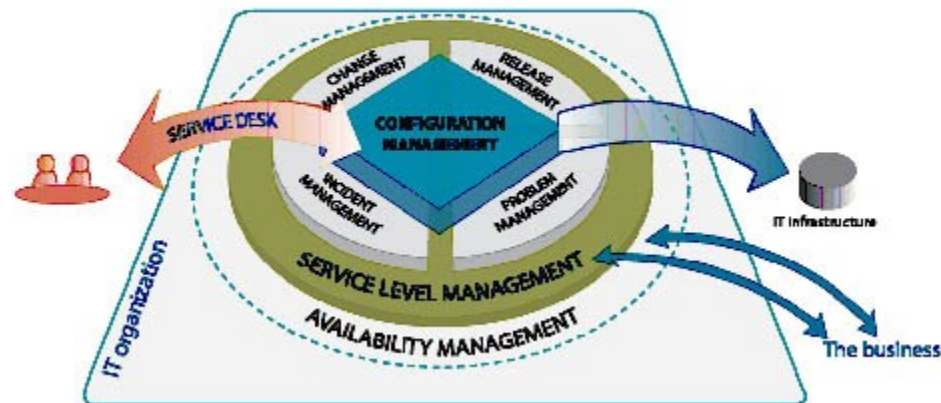 CHANGE
MANAGEMENT
RELEASE
MANAGEMENT
SERVICE DESK
CONFIGURATION
MANAGEMENT
INCIDENT
MANAGEMENT
PROBLEM
MANAGEMENT
IT infrastructure
SERVICE LEVEL MANAGEMENT
AVAILABILITY MANAGEMENT
IT organization
The business